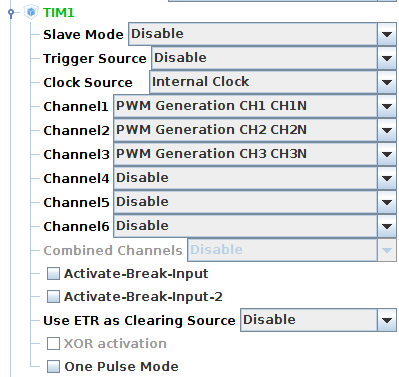 TIM1
Slave Mode Disable
Trigger Source Disable
Clock Source Internal Clock
Channel1 PWM Generation CH1 CH1N
Channel2 PWM Generation CH2 CH2N
Channel3 PWM Generation CH3 CH3N
Channel4 Disable
Channel5 Disable
Channel6 Disable
Combined Channels Disable
Activate-Break-Input
Activate-Break-Input-2
Use ETR as Clearing Source Disable
XOR activation
One Pulse Mode